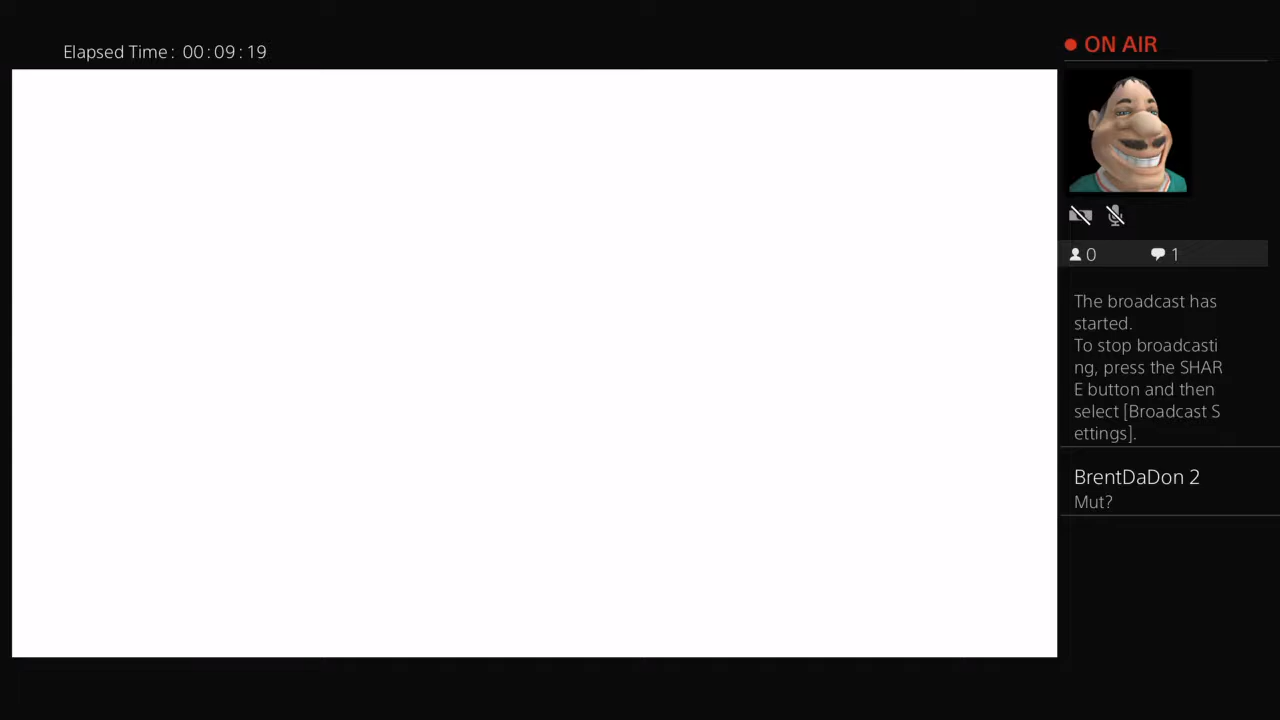 Elapsed Time: 00:09:19
ON AIR
0
1
The broadcast has
started.
To stop broadcasti
ng, press the SHAR
E button and then
select [Broadcast S
ettings].
BrentDaDon 2
Mut?